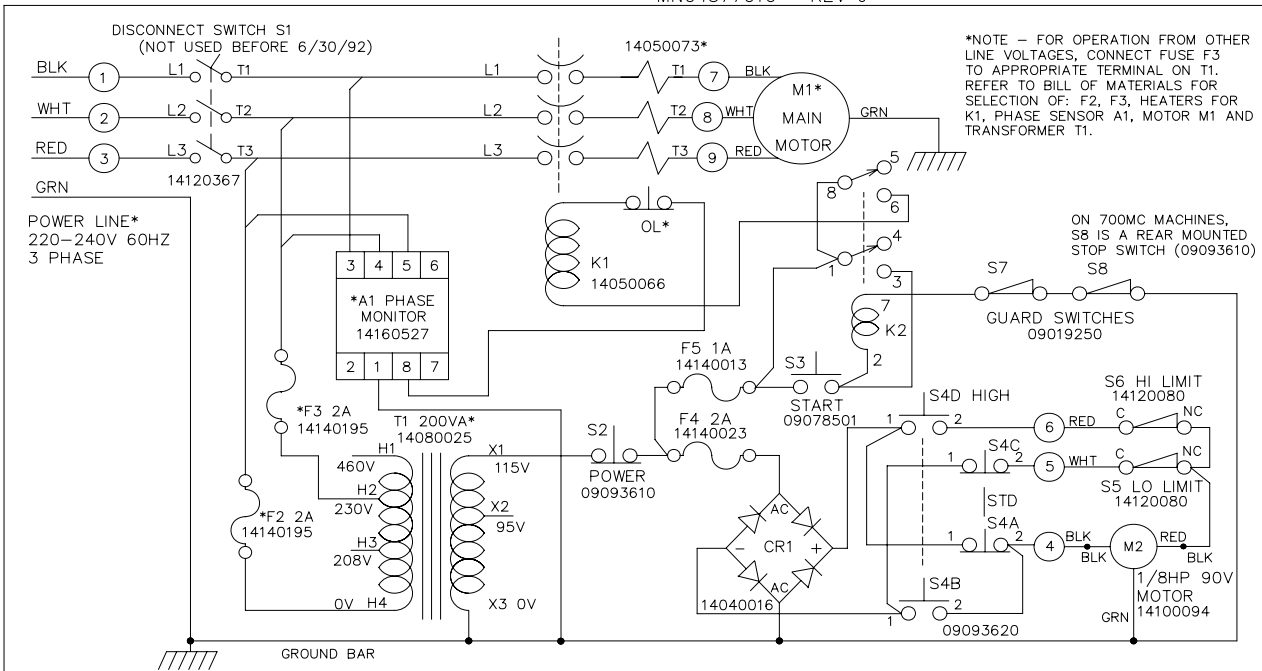 DISCONNECT SWITCH S1
(NOT USED BEFORE 6/30/92)
BLK 1 L1 T1 L1 14050073* T1 7 BLK
WHT 2 L2 T2 L2 T2 8 WHT
RED 3 L3 T3 L3 T3 9 RED
14120367
GRN
M1*
MAIN
MOTOR
GRN
*NOTE – FOR OPERATION FROM OTHER
LINE VOLTAGES, CONNECT FUSE F3
TO APPROPRIATE TERMINAL ON T1.
REFER TO BILL OF MATERIALS FOR
SELECTION OF: F2, F3, HEATERS FOR
K1, PHASE SENSOR A1, MOTOR M1 AND
TRANSFORMER T1.
POWER LINE*
220–240V 60HZ
3 PHASE
OL*
K1
14050066
5
8
6
4
1
3
7
K2
2
ON 700MC MACHINES,
S8 IS A REAR MOUNTED
STOP SWITCH (09093610)
S7 S8
GUARD SWITCHES
09019250
3 4 5 6
*A1 PHASE
MONITOR
14160527
2 1 8 7
*F3 2A
14140195
*F2 2A
14140195
T1 200VA*
14080025
H1
460V
H2
230V
H3
208V
0V H4
X1
115V
X2
95V
X3 0V
S2
POWER
09093610
F5 1A
14140013
F4 2A
14140023
S3
START
09078501
AC
– CR1 +
AC
14040016
S4D HIGH
1 2 6 RED C NC
S6 HI LIMIT
14120080
S4C
1 2 5 WHT C NC
S5 LO LIMIT
14120080
STD
S4A
1 2 4 BLK BLK M2 RED BLK
S4B
1 2
09093620
1/8HP 90V
MOTOR
14100094
GRN
GROUND BAR